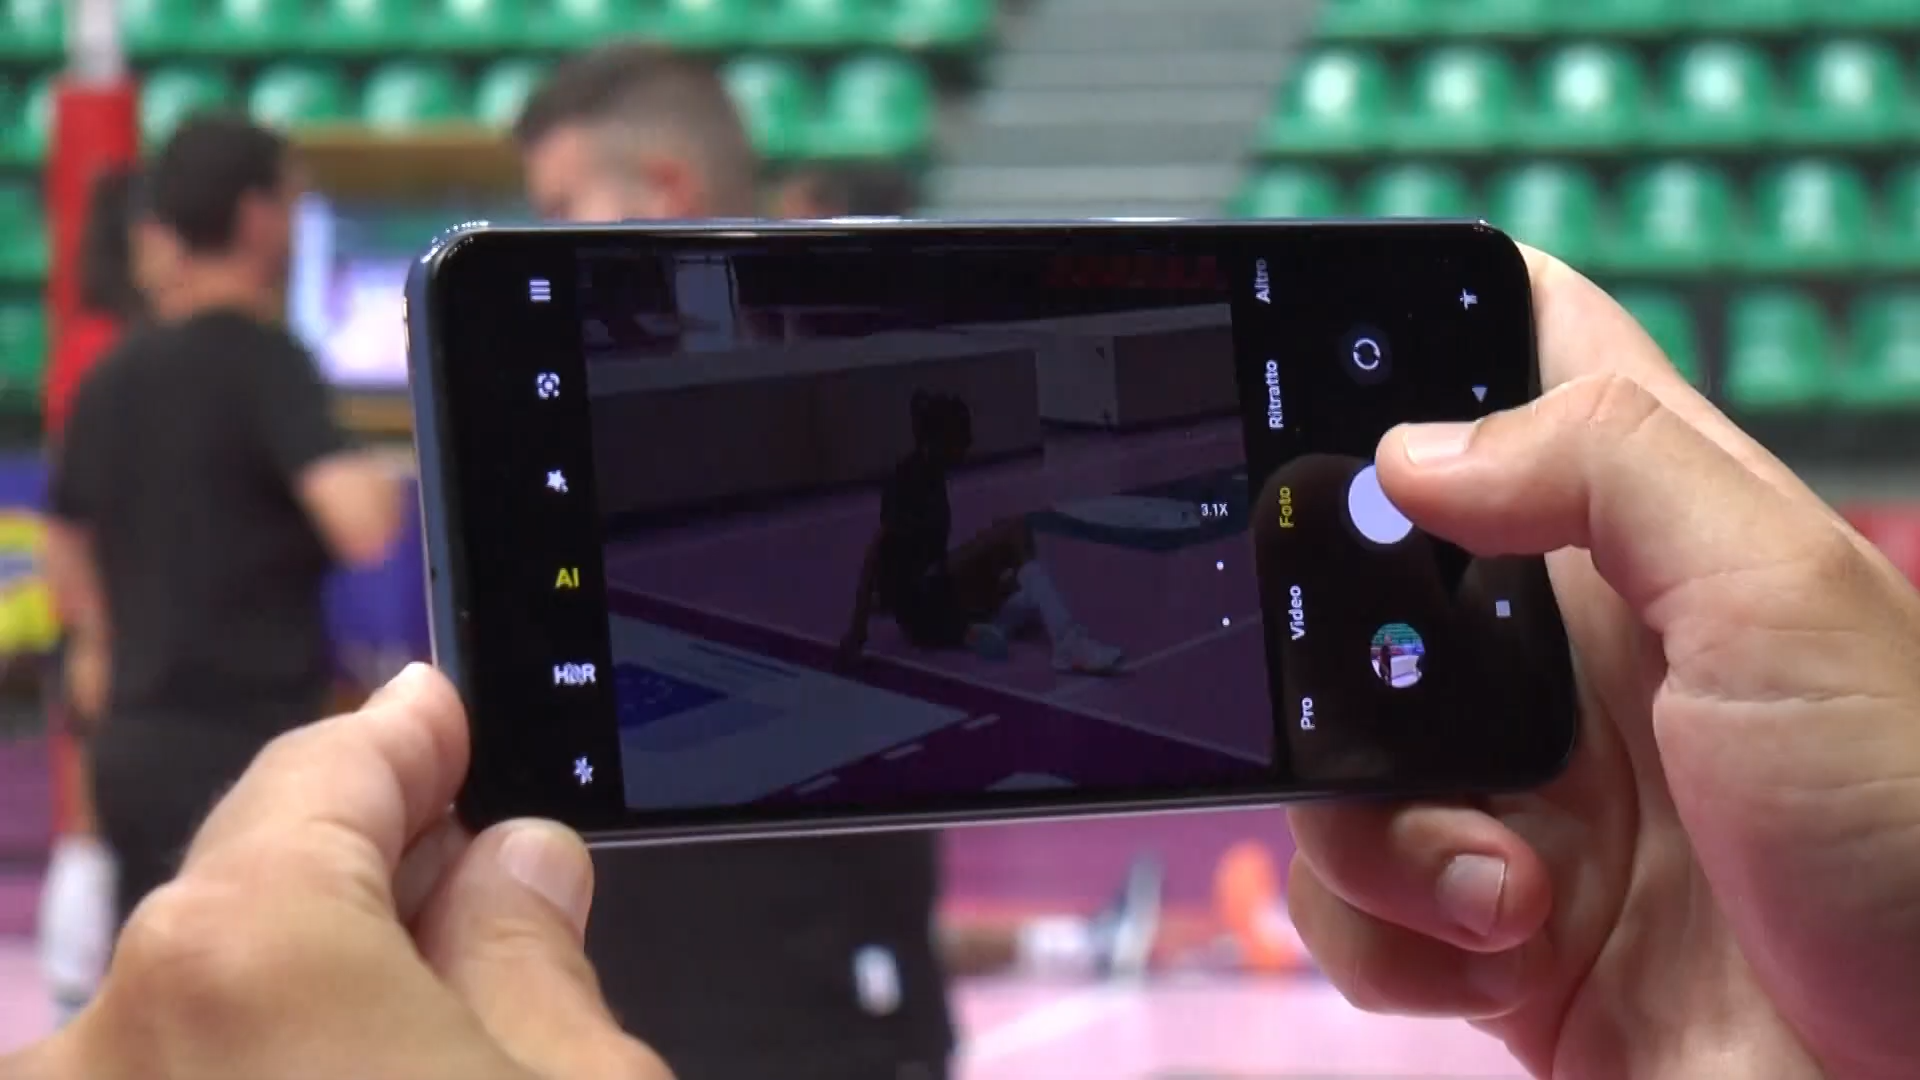 AI
HDR
3.1X
Altro
Ritratto
Foto
Video
Pro